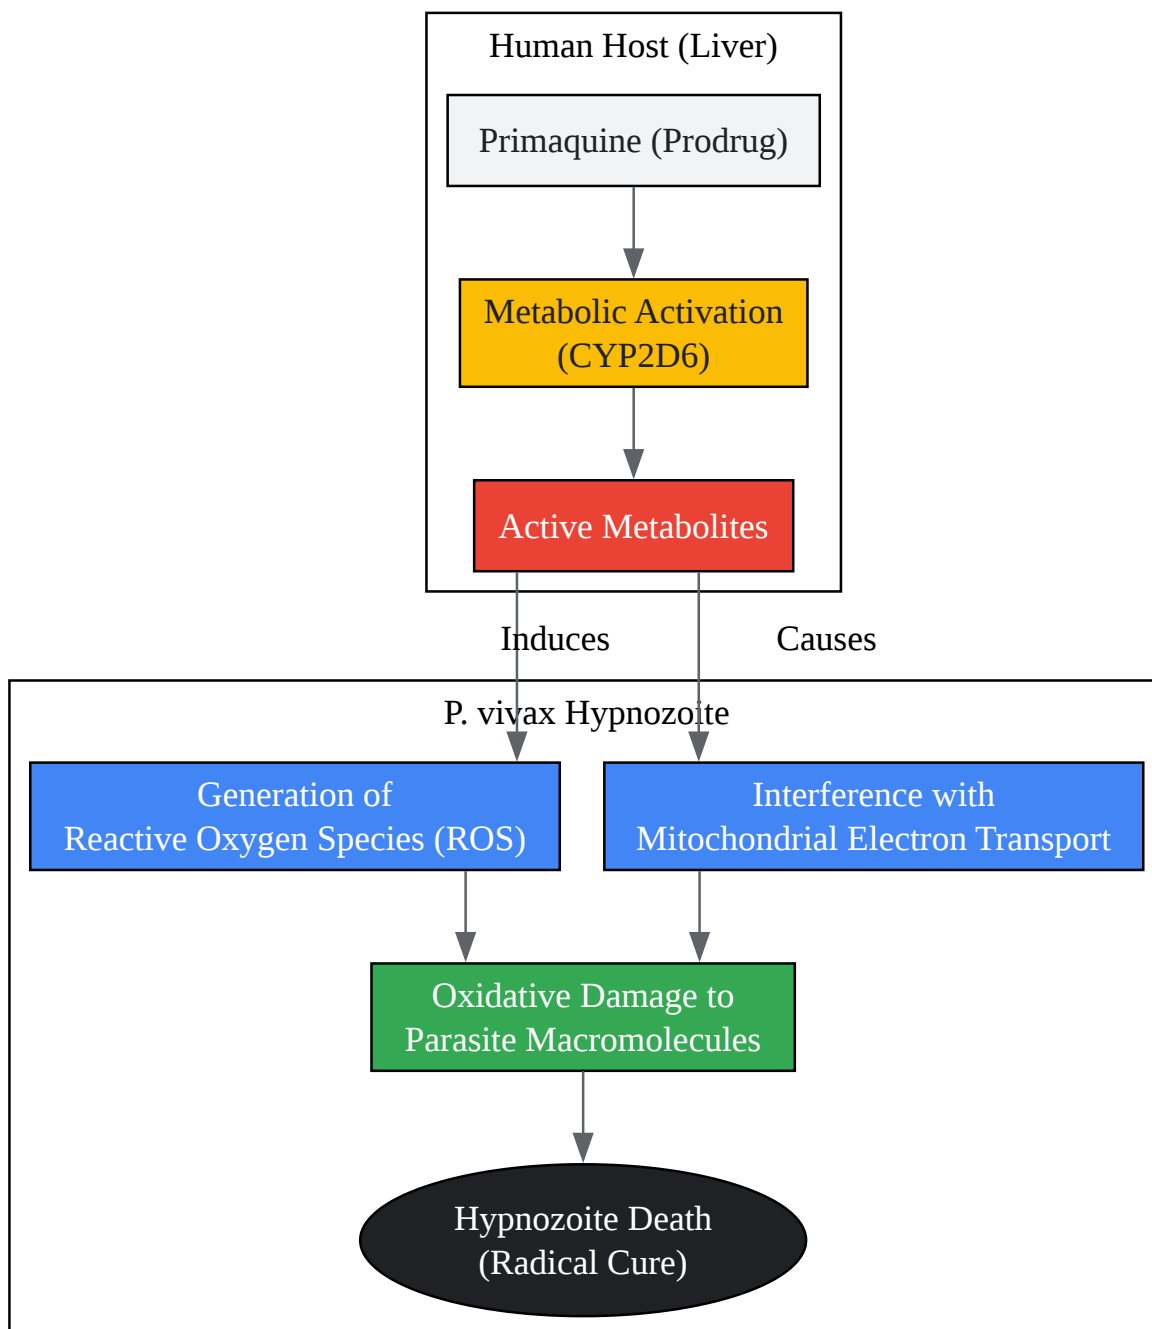 Human Host (Liver)
Primaquine (Prodrug)
Metabolic Activation
(CYP2D6)
Active Metabolites
Induces
Causes
P. vivax Hypnozoite
Generation of
Reactive Oxygen Species (ROS)
Interference with
Mitochondrial Electron Transport
Oxidative Damage to
Parasite Macromolecules
Hypnozoite Death
(Radical Cure)